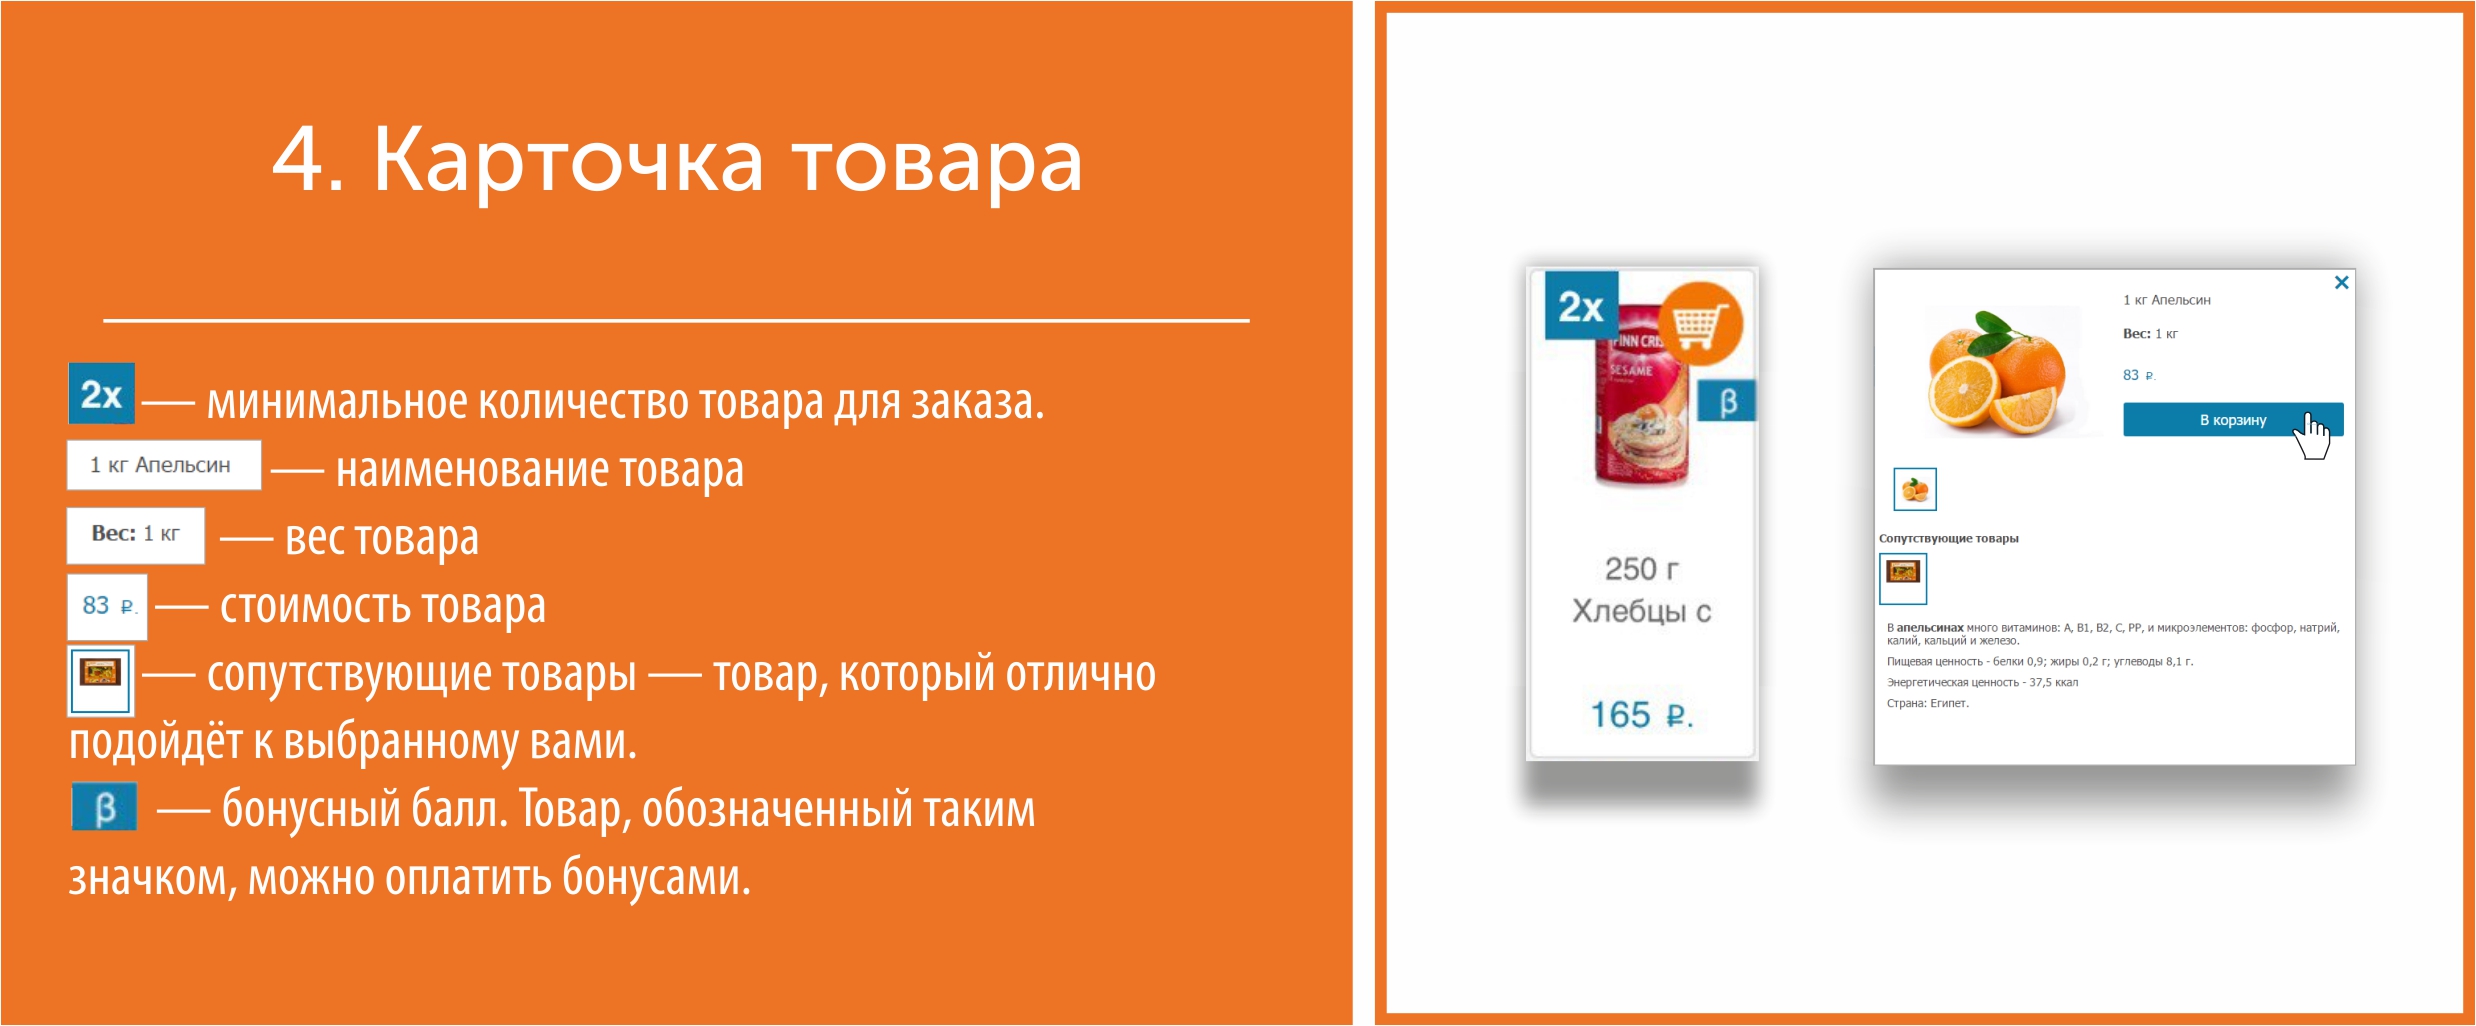 4. Карточка товара
2x — минимальное количество товара для заказа.
1 кг Апельсин — наименование товара
Вес: 1 кг — вес товара
83 ₽. — стоимость товара
— сопутствующие товары — товар, который отлично
подойдёт к выбранному вами.
β — бонусный балл. Товар, обозначенный таким
значком, можно оплатить бонусами.
2x
FINN CRIS
SESAME
β
250 г
Хлебцы с
165 ₽.
1 кг Апельсин
Вес: 1 кг
83 ₽.
В корзину
Сопутствующие товары
В апельсинах много витаминов: А, В1, В2, С, РР, и микроэлементов: фосфор, натрий,
калий, кальций и железо.
Пищевая ценность - белки 0,9; жиры 0,2 г; углеводы 8,1 г.
Энергетическая ценность - 37,5 ккал
Страна: Египет.